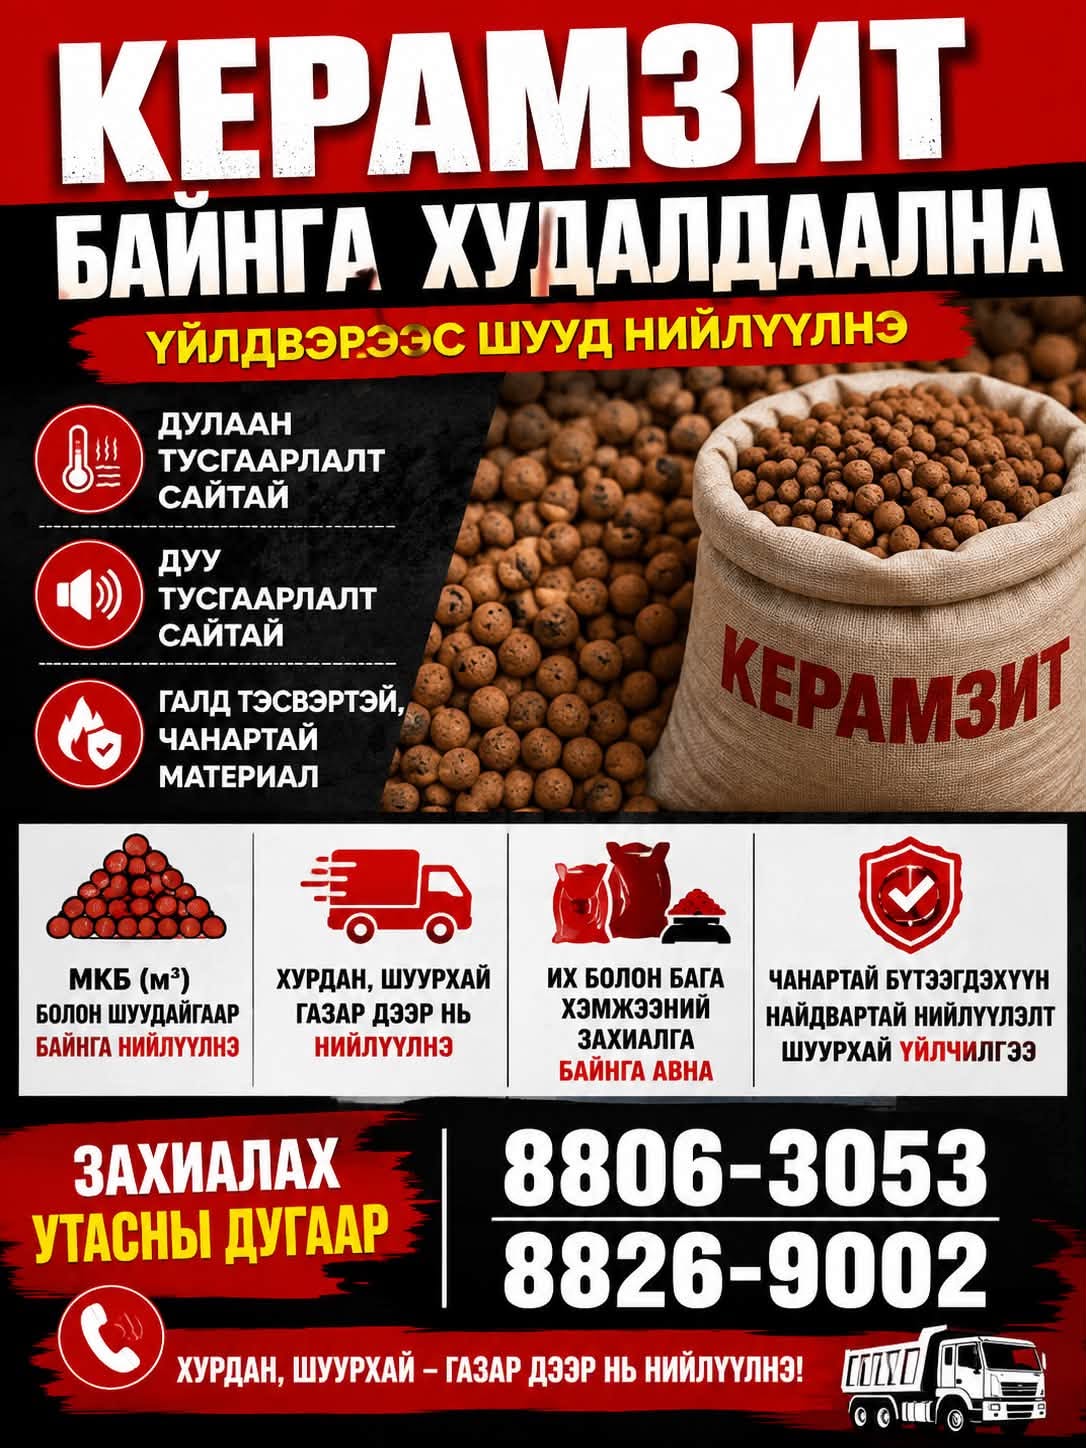 КЕРАМЗИТ
БАЙНГА ХУДАЛДААЛНА
ҮЙЛДВЭРЭЭС ШУУД НИЙЛҮҮЛНЭ
ДУЛААН
ТУСГААРЛАЛТ
САЙТАЙ
ДУУ
ТУСГААРЛАЛТ
САЙТАЙ
ГАЛД ТЭСВЭРТЭЙ,
ЧАНАРТАЙ
МАТЕРИАЛ
КЕРАМЗИТ
МКБ (м³)
БОЛОН ШУУДАЙГААР
БАЙНГА НИЙЛҮҮЛНЭ
ХУРДАН, ШУУРХАЙ
ГАЗАР ДЭЭР НЬ
НИЙЛҮҮЛНЭ
ИХ БОЛОН БАГА
ХЭМЖЭЭНИЙ
ЗАХИАЛГА
БАЙНГА АВНА
ЧАНАРТАЙ БҮТЭЭГДЭХҮҮН
НАЙДВАРТАЙ НИЙЛҮҮЛЭЛТ
ШУУРХАЙ ҮЙЛЧИЛГЭЭ
ЗАХИАЛАХ
УТАСНЫ ДУГААР
8806-3053
8826-9002
ХУРДАН, ШУУРХАЙ – ГАЗАР ДЭЭР НЬ НИЙЛҮҮЛНЭ!